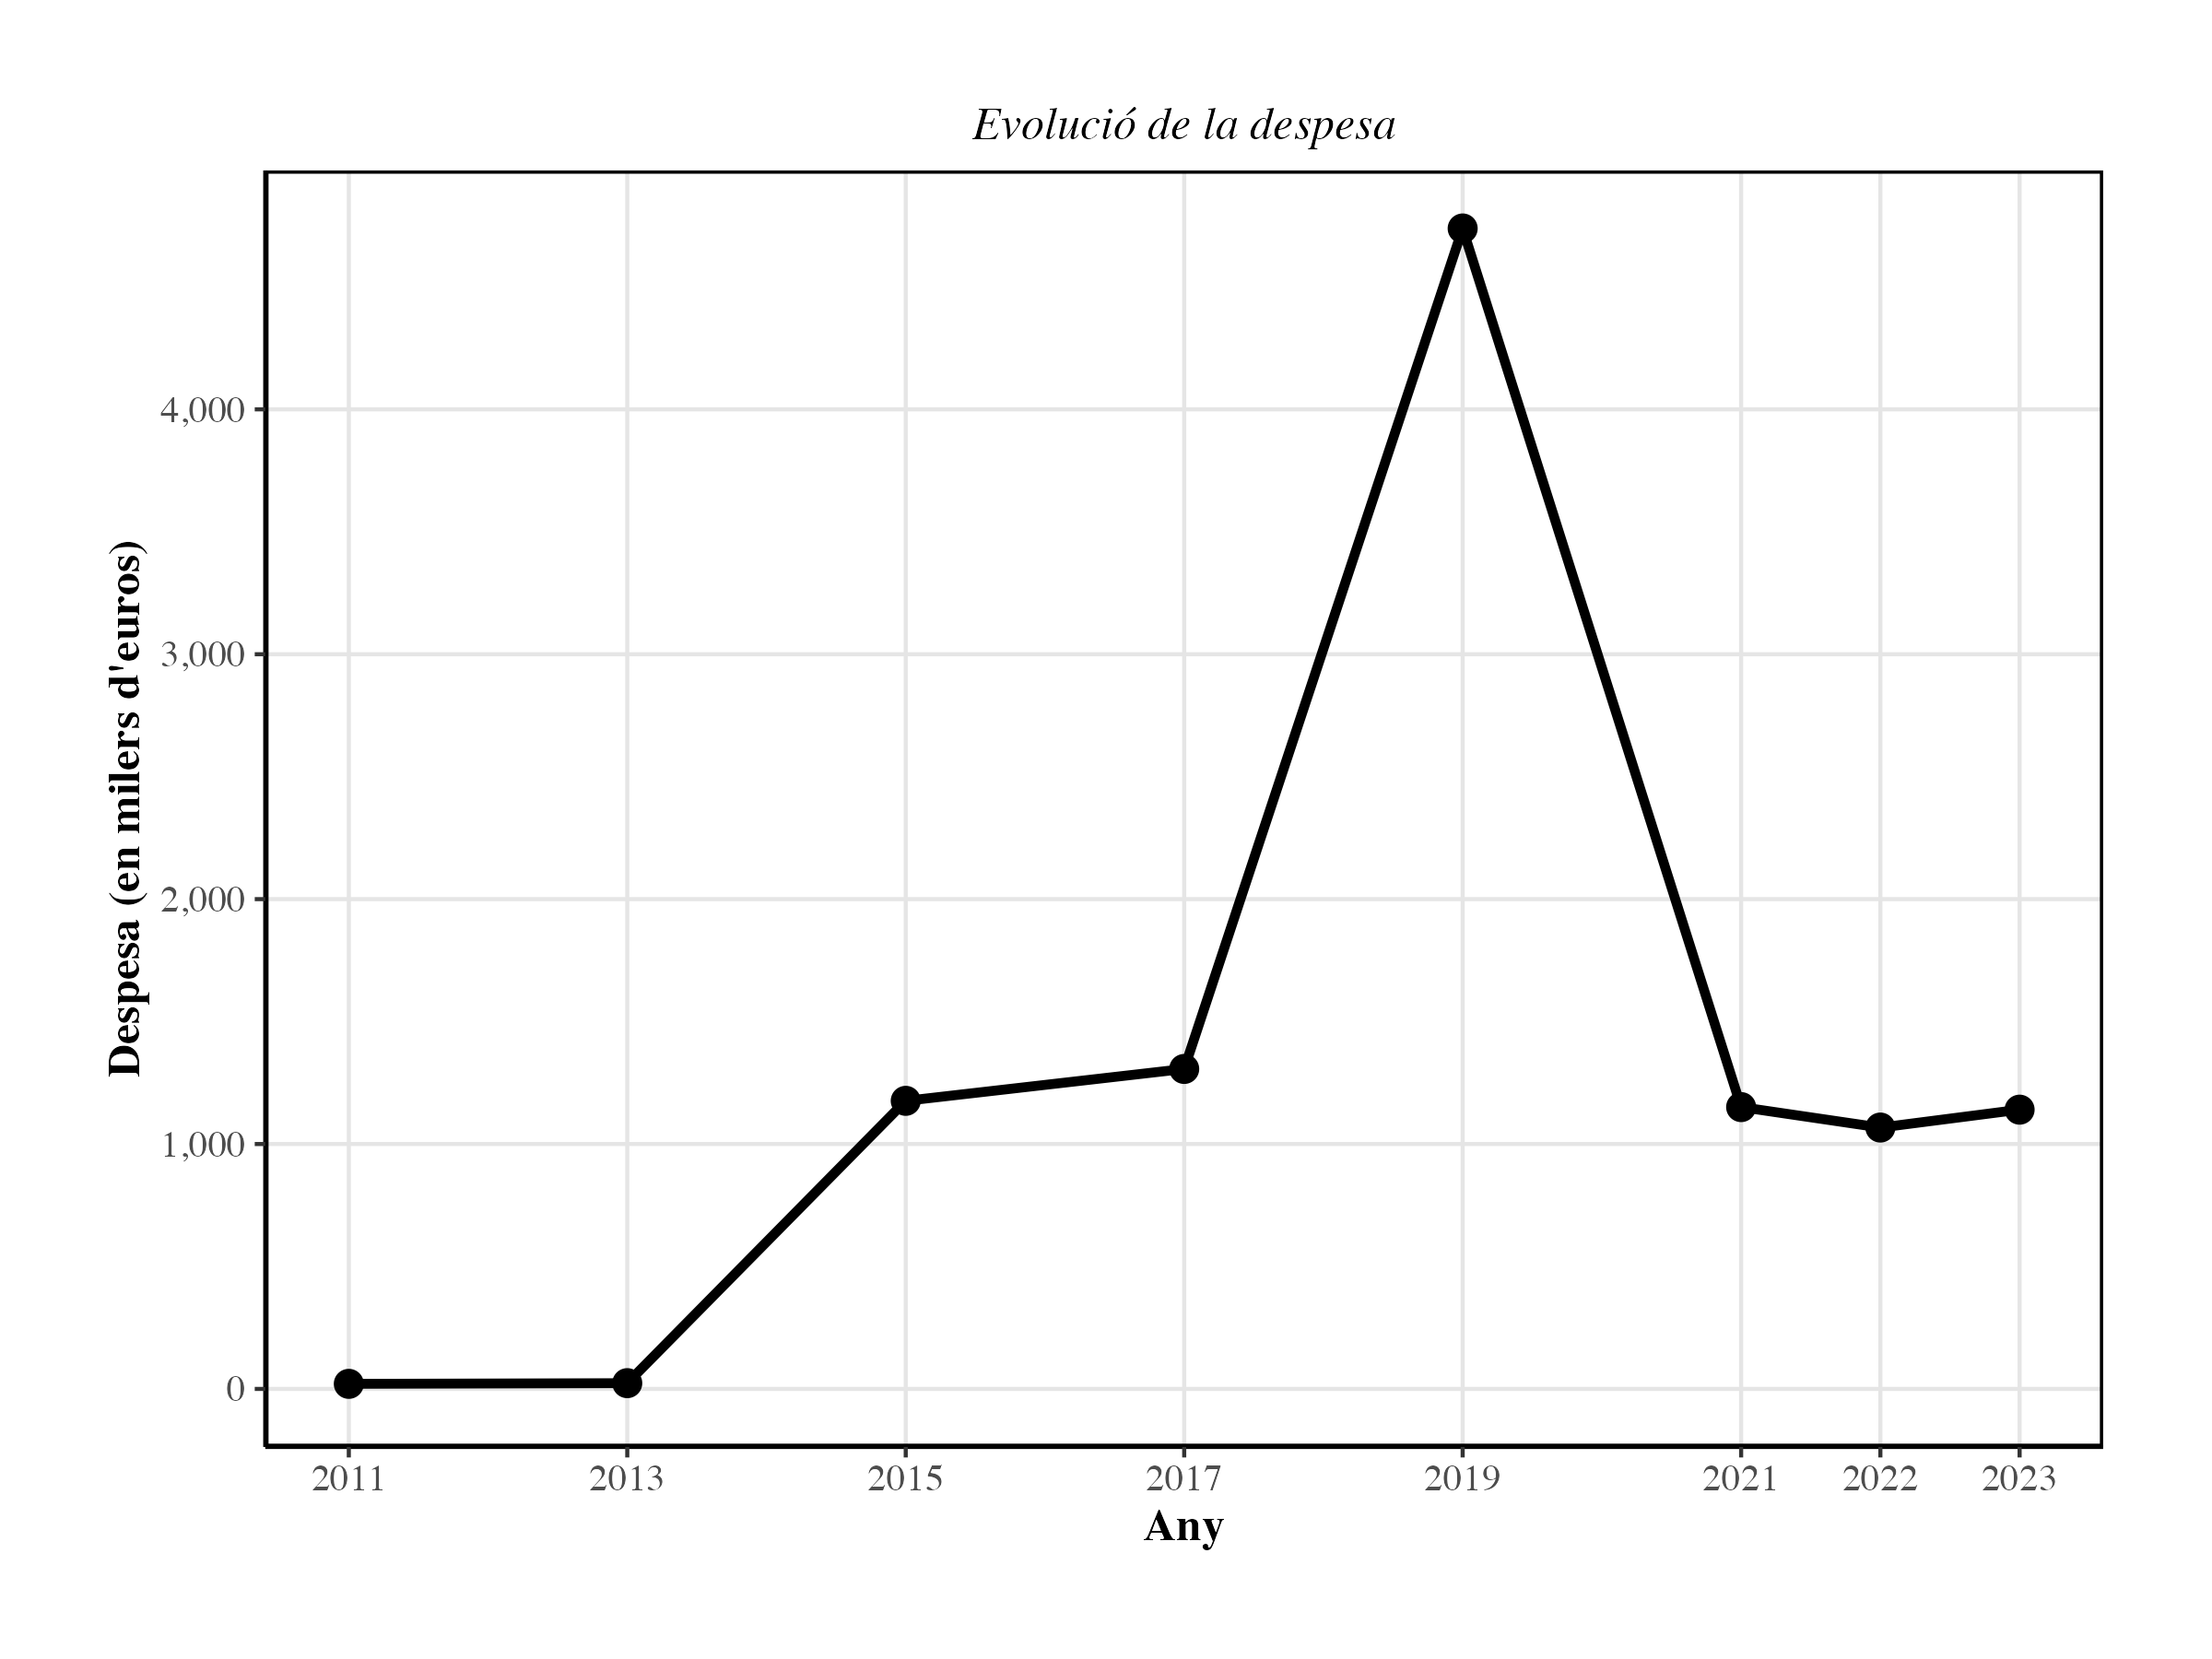 Evolució de la despesa
Despesa (en milers d'euros)
4,000
3,000
2,000
1,000
0
2011 2013 2015 2017 2019 2021 2022 2023
Any